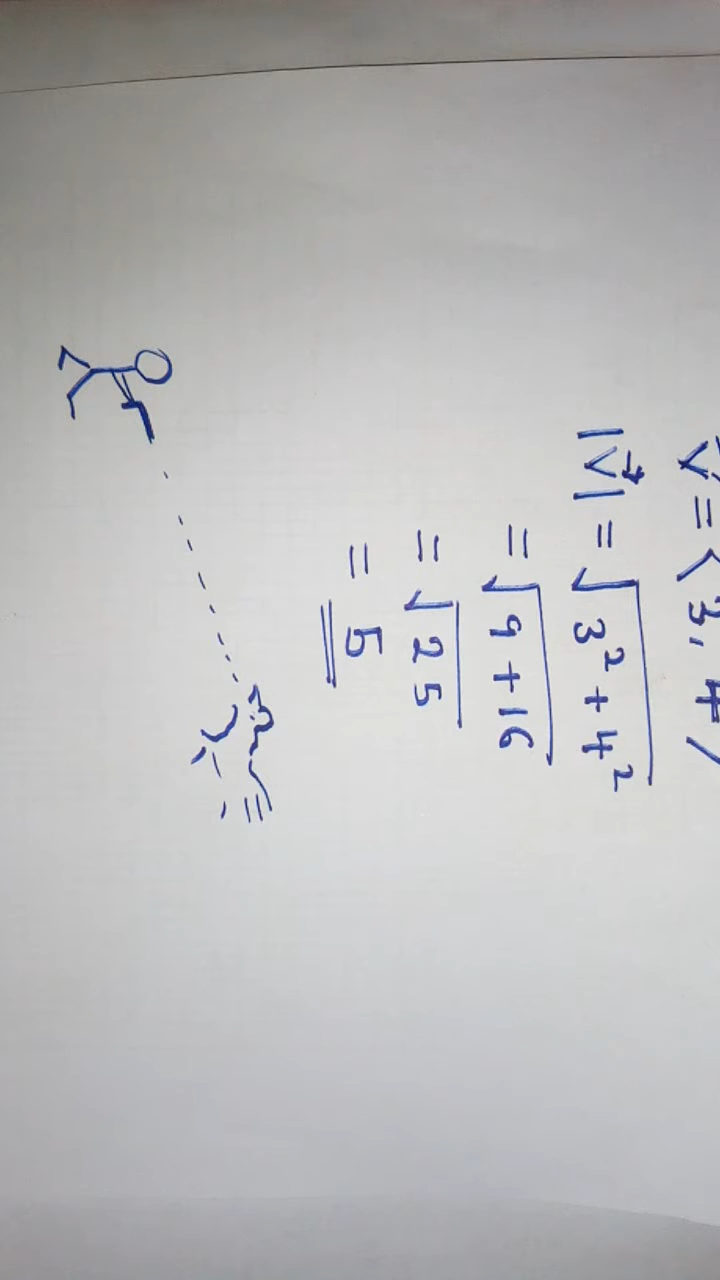 v⃗ = ⟨3, 4⟩
|v⃗| = √(3² + 4²)
= √(9 + 16)
= √25
= 5